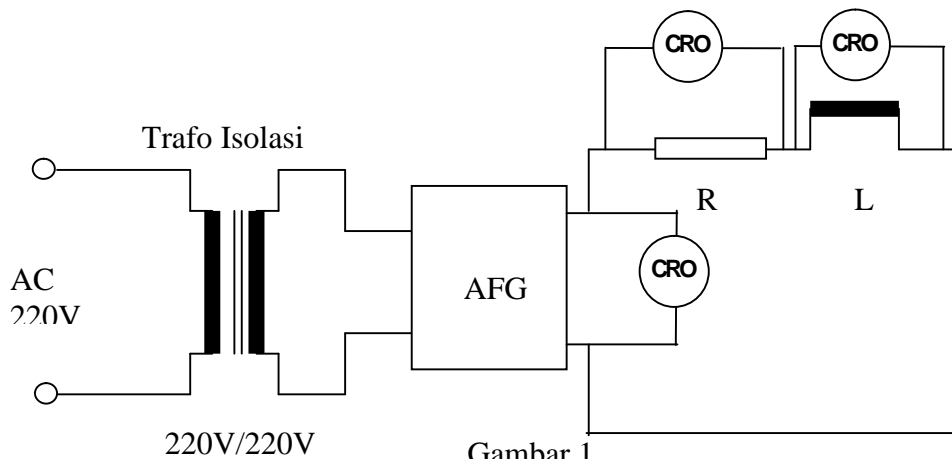 CRO
CRO
Trafo Isolasi
R
L
AC
220V
AFG
CRO
220V/220V
Gambar 1